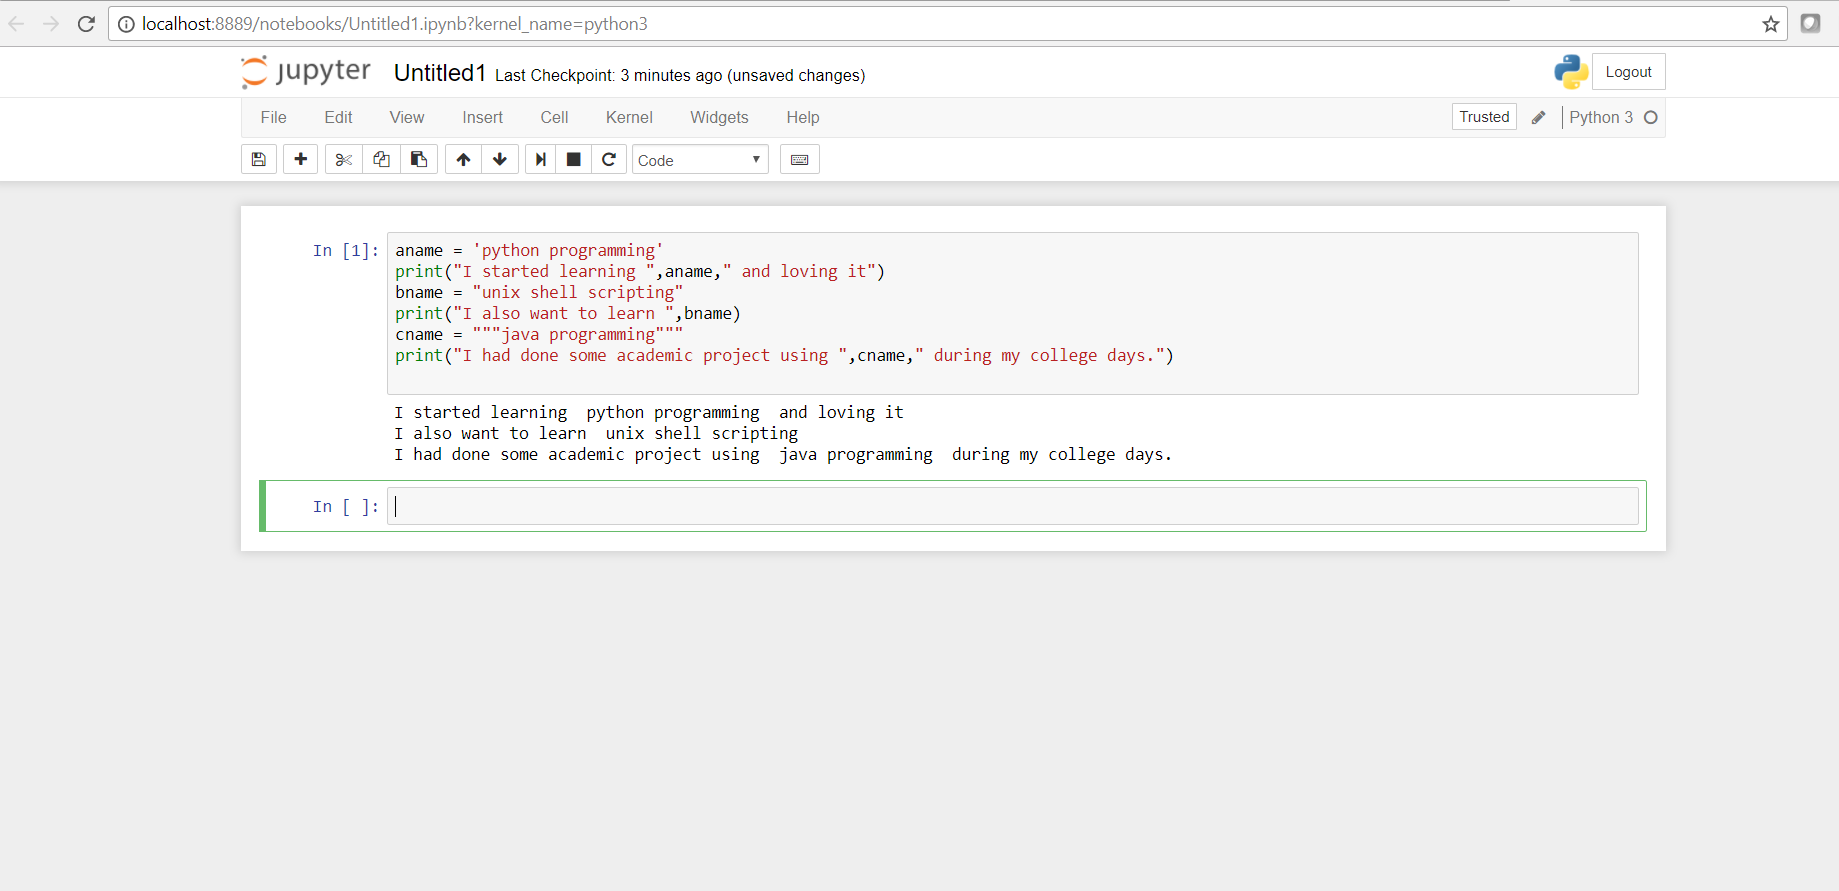 localhost:8889/notebooks/Untitled1.ipynb?kernel_name=python3
jupyter Untitled1 Last Checkpoint: 3 minutes ago (unsaved changes) Logout
File Edit View Insert Cell Kernel Widgets Help Trusted Python 3
Code
In [1]: aname = 'python programming'
print("I started learning ",aname," and loving it")
bname = "unix shell scripting"
print("I also want to learn ",bname)
cname = """java programming"""
print("I had done some academic project using ",cname," during my college days.")
I started learning  python programming  and loving it
I also want to learn  unix shell scripting
I had done some academic project using  java programming  during my college days.
In [ ]: